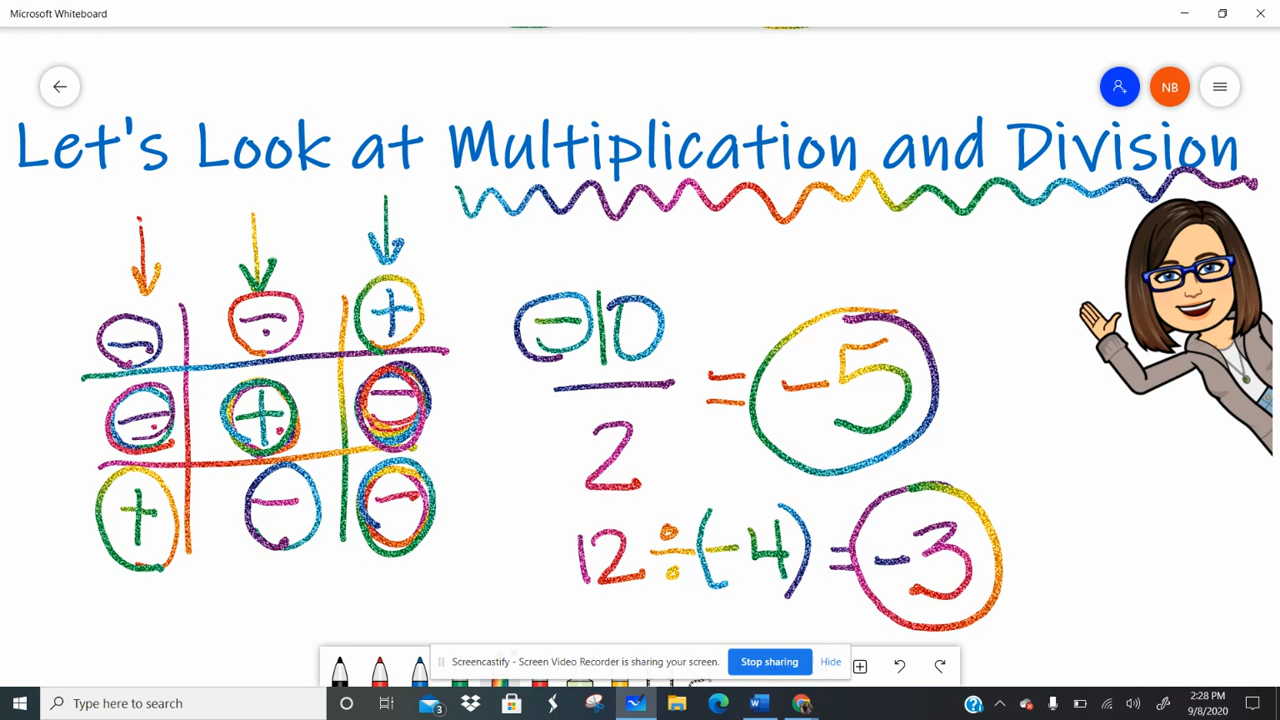 Microsoft Whiteboard
NB
Let's Look at Multiplication and Division
− − +
− + −
+ − −
-10
2
= -5
12 ÷ (-4) = -3
Screencastify - Screen Video Recorder is sharing your screen.
Stop sharing
Hide
Type here to search
3
2:28 PM
9/8/2020